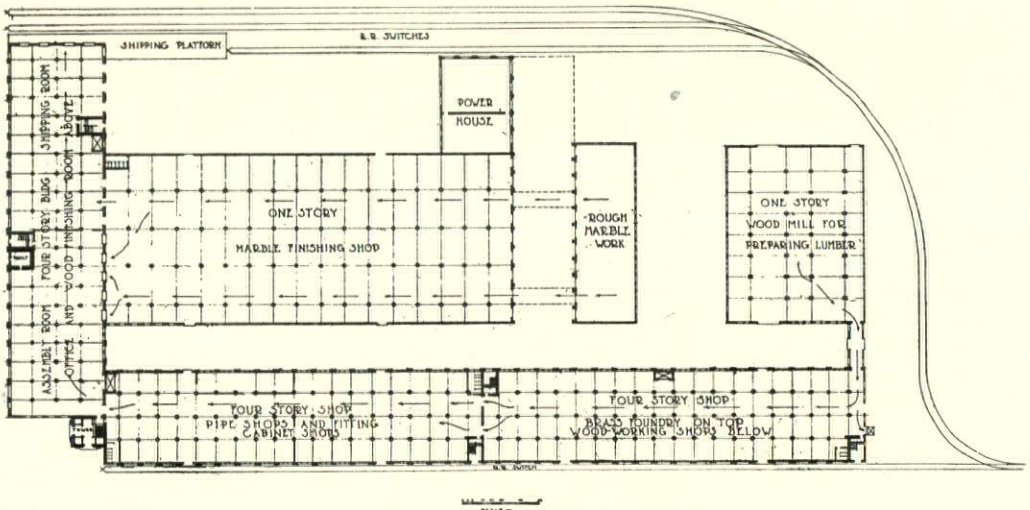 R.R. SWITCHES
SHIPPING PLATFORM
POWER
HOUSE
ASSEMBLY ROOM FOUR STORY BLDG SHIPPING ROOM
OFFICE AND WOOD FINISHING ROOM ABOVE
ONE STORY
MARBLE FINISHING SHOP
ROUGH
MARBLE
WORK
ONE STORY
WOOD MILL FOR
PREPARING LUMBER
FOUR STORY SHOP
PIPE SHOPS AND FITTING
CABINET SHOPS
FOUR STORY SHOP
BRASS FOUNDRY ON TOP
WOOD-WORKING SHOPS BELOW
TOWER
R.R. SWITCH